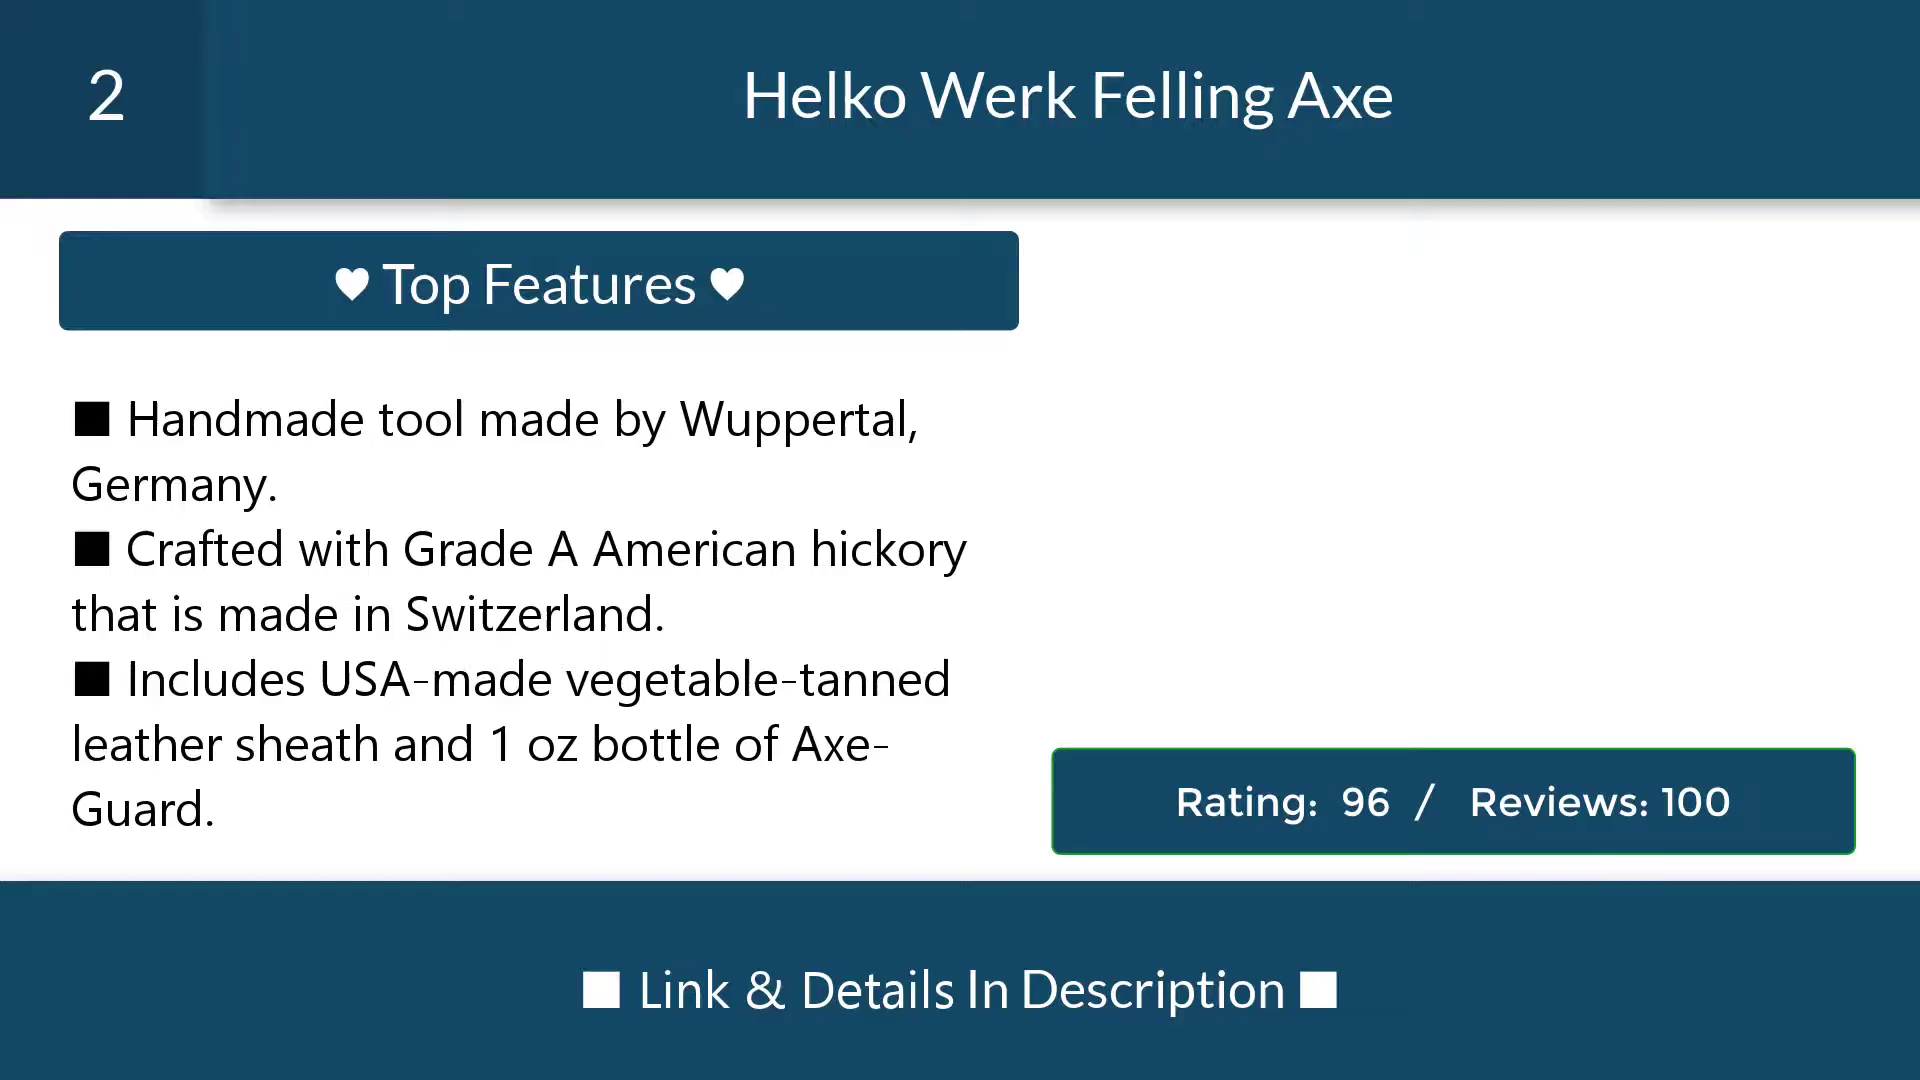 2
Helko Werk Felling Axe
♥ Top Features ♥
■ Handmade tool made by Wuppertal,
Germany.
■ Crafted with Grade A American hickory
that is made in Switzerland.
■ Includes USA-made vegetable-tanned
leather sheath and 1 oz bottle of Axe-
Guard.
Rating: 96 / Reviews: 100
■ Link & Details In Description ■